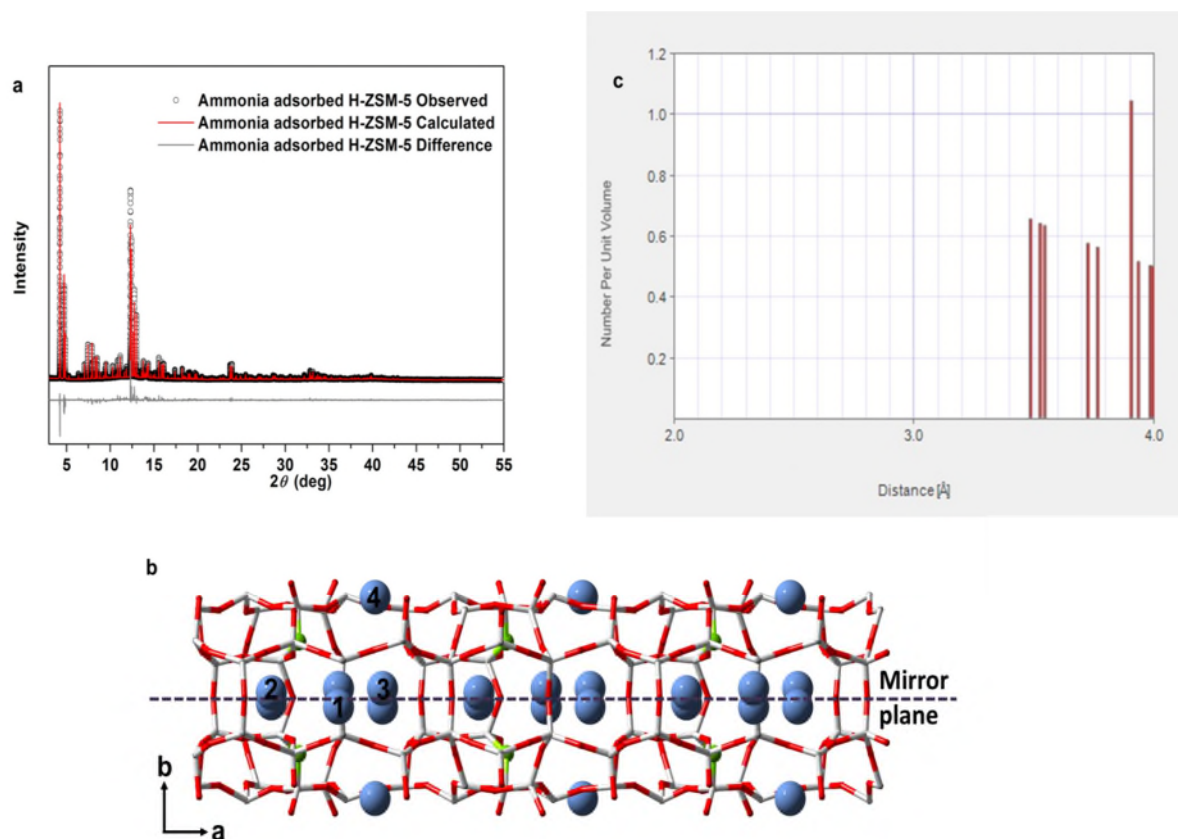 a
Ammonia adsorbed H-ZSM-5 Observed
Ammonia adsorbed H-ZSM-5 Calculated
Ammonia adsorbed H-ZSM-5 Difference
Intensity
5 10 15 20 25 30 35 40 45 50 55
2θ (deg)
c
1.2
1.0
0.8
0.6
0.4
0.2
Number Per Unit Volume
2.0 3.0 4.0
Distance [Å]
b
4
2
3
1
Mirror
plane
b
a